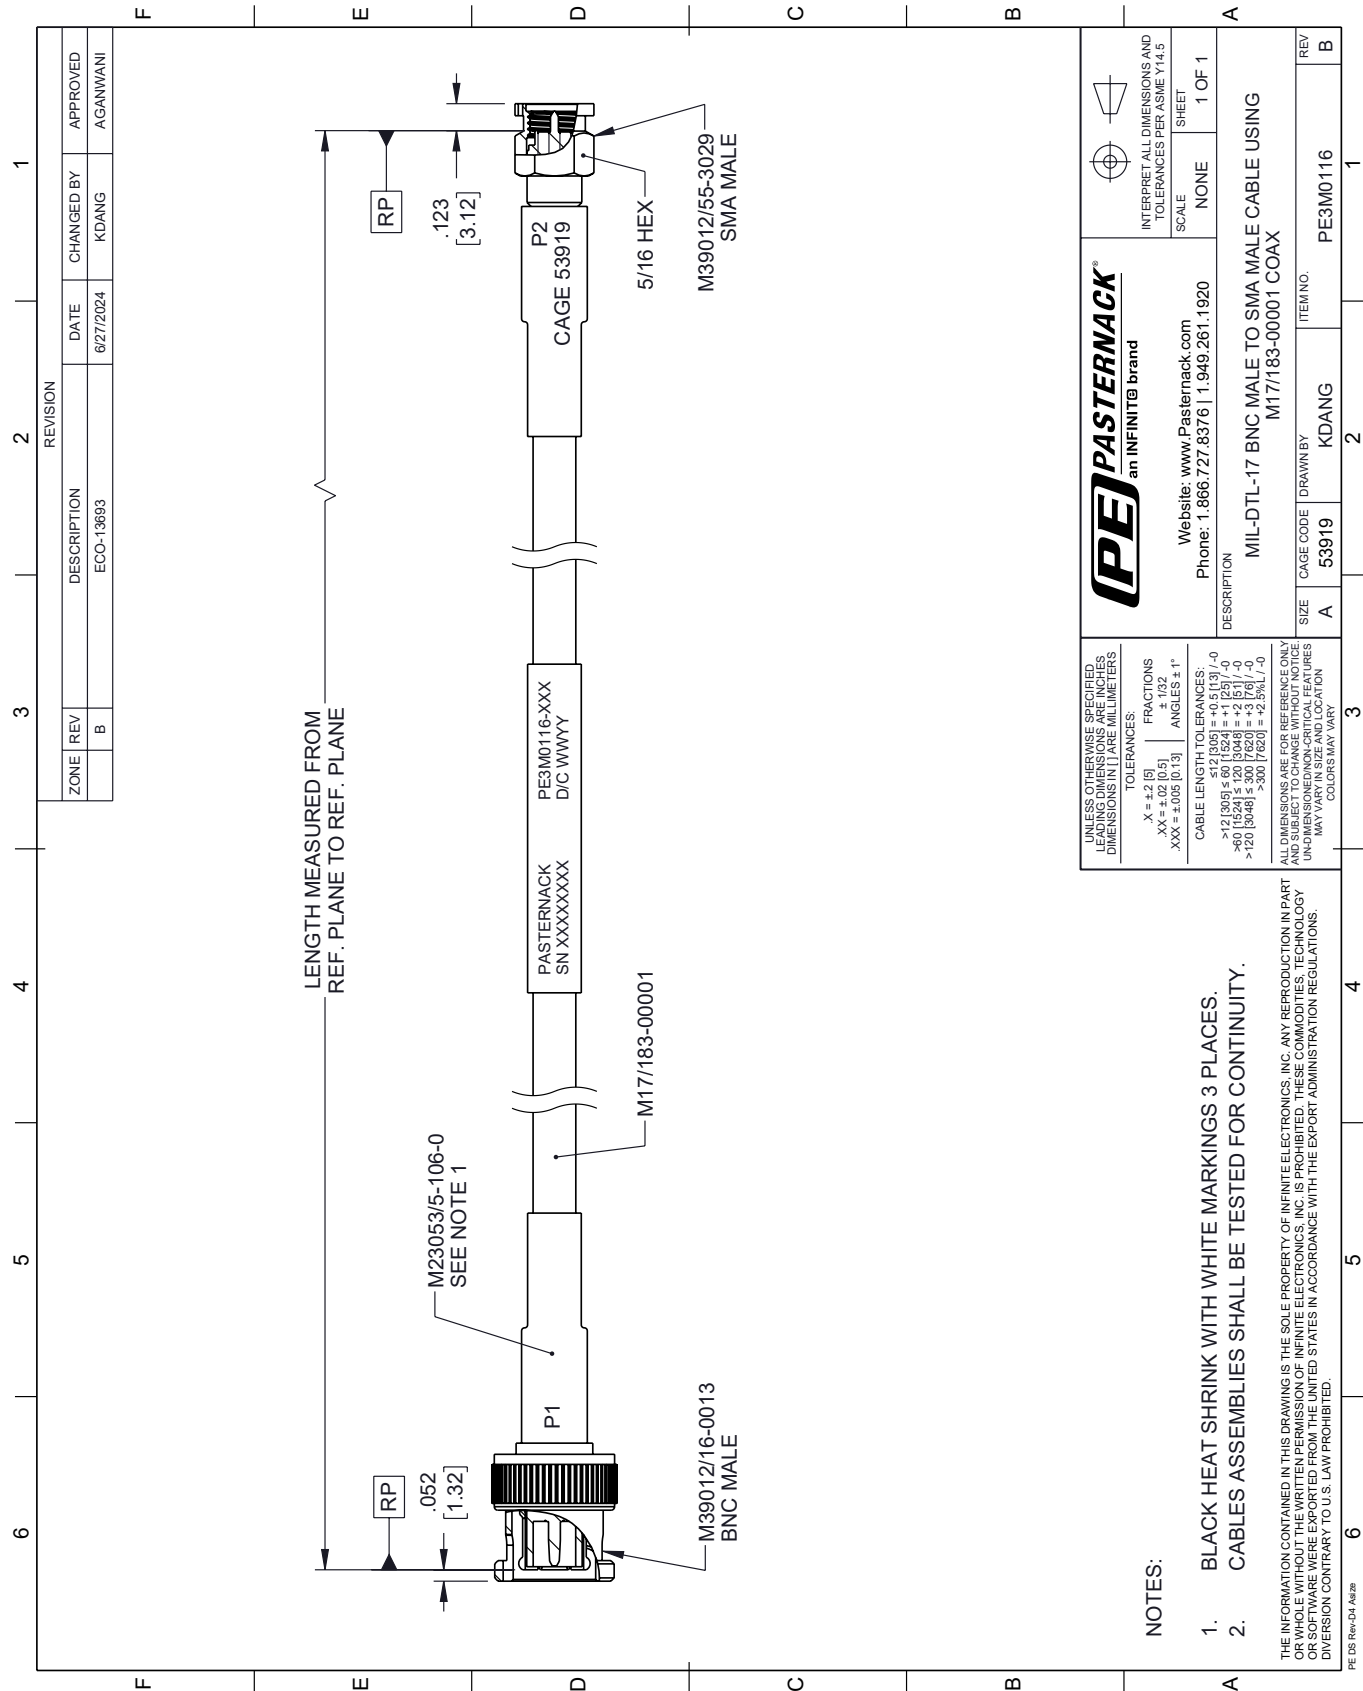 REVISION
ZONE REV DESCRIPTION DATE CHANGED BY APPROVED
B ECO-13693 6/27/2024 KDANG AGANWANI
6 5 4 3 2 1
F
E
D
C
B
A
LENGTH MEASURED FROM
REF. PLANE TO REF. PLANE
RP
.052
[1.32]
RP
.123
[3.12]
M23053/5-106-0
SEE NOTE 1
P1
PASTERNACK
SN XXXXXXXX
PE3M0116-XXX
D/C WWYY
P2
CAGE 53919
M39012/16-0013
BNC MALE
M17/183-00001
5/16 HEX
M39012/55-3029
SMA MALE
NOTES:
1. BLACK HEAT SHRINK WITH WHITE MARKINGS 3 PLACES.
2. CABLES ASSEMBLIES SHALL BE TESTED FOR CONTINUITY.
THE INFORMATION CONTAINED IN THIS DRAWING IS THE SOLE PROPERTY OF INFINITE ELECTRONICS, INC. ANY REPRODUCTION IN PART
OR WHOLE WITHOUT THE WRITTEN PERMISSION OF INFINITE ELECTRONICS, INC. IS PROHIBITED. THESE COMMODITIES, TECHNOLOGY
OR SOFTWARE WERE EXPORTED FROM THE UNITED STATES IN ACCORDANCE WITH THE EXPORT ADMINISTRATION REGULATIONS.
DIVERSION CONTRARY TO U.S. LAW PROHIBITED.
UNLESS OTHERWISE SPECIFIED
LEADING DIMENSIONS ARE INCHES
DIMENSIONS IN [ ] ARE MILLIMETERS
TOLERANCES:
.X = ±.2 [5] FRACTIONS
.XX = ±.02 [0.5] ± 1/32
.XXX = ±.005 [0.13] ANGLES ± 1°
CABLE LENGTH TOLERANCES:
≤12 [305] = +0.5 [13] / -0
>12 [305] ≤ 60 [1524] = +1 [25] / -0
>60 [1524] ≤ 120 [3048] = +2 [51] / -0
>120 [3048] ≤ 300 [7620] = +3 [76] / -0
>300 [7620] = +2.5%L / -0
ALL DIMENSIONS ARE FOR REFERENCE ONLY
AND SUBJECT TO CHANGE WITHOUT NOTICE.
UN-DIMENSIONED/NON-CRITICAL FEATURES
MAY VARY IN SIZE AND LOCATION
COLORS MAY VARY
PE PASTERNACK®
an INFINIT@ brand
Website: www.Pasternack.com
Phone: 1.866.727.8376 | 1.949.261.1920
INTERPRET ALL DIMENSIONS AND
TOLERANCES PER ASME Y14.5
SCALE SHEET
NONE 1 OF 1
DESCRIPTION
MIL-DTL-17 BNC MALE TO SMA MALE CABLE USING
M17/183-00001 COAX
SIZE CAGE CODE DRAWN BY ITEM NO. REV
A 53919 KDANG PE3M0116 B
F
E
D
C
B
A
6 5 4 3 2 1
PE DS Rev-D4 Asize